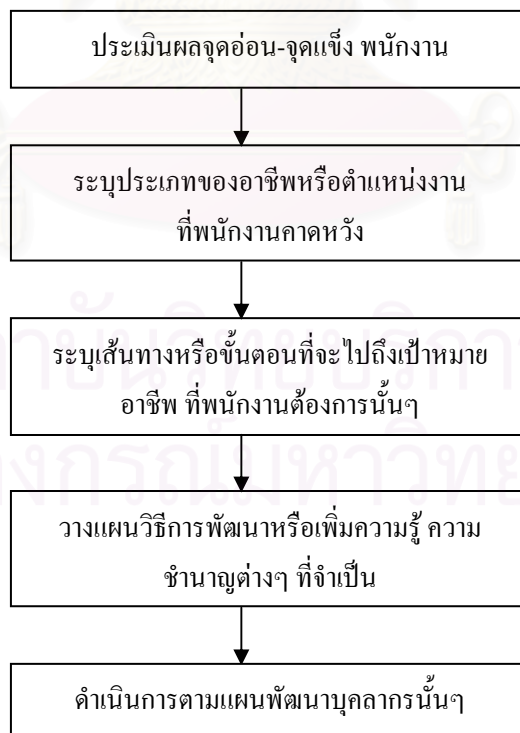 ประเมินผลจุดอ่อน-จุดแข็ง พนักงาน
ระบุประเภทของอาชีพหรือตำแหน่งงาน
ที่พนักงานคาดหวัง
ระบุเส้นทางหรือขั้นตอนที่จะไปถึงเป้าหมาย
อาชีพ ที่พนักงานต้องการนั้นๆ
วางแผนวิธีการพัฒนาหรือเพิ่มความรู้ ความ
ชำนาญต่างๆ ที่จำเป็น
ดำเนินการตามแผนพัฒนาบุคลากรนั้นๆ